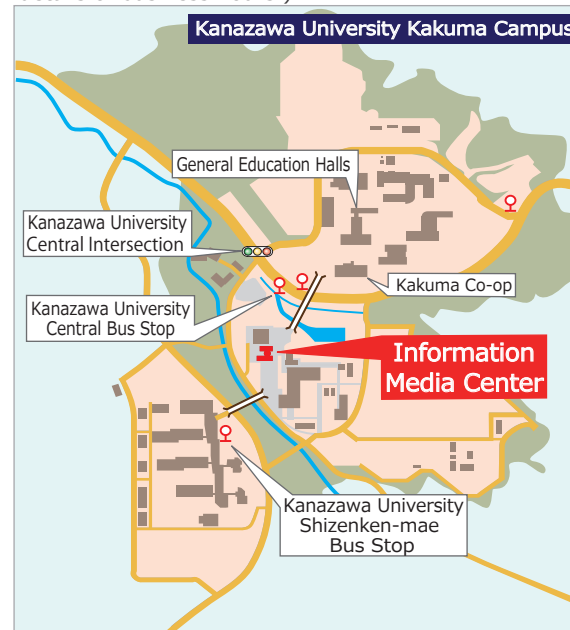 Kanazawa University Kakuma Campus
General Education Halls
Kanazawa University
Central Intersection
Kakuma Co-op
Kanazawa University
Central Bus Stop
Information
Media Center
Kanazawa University
Shizenken-mae
Bus Stop